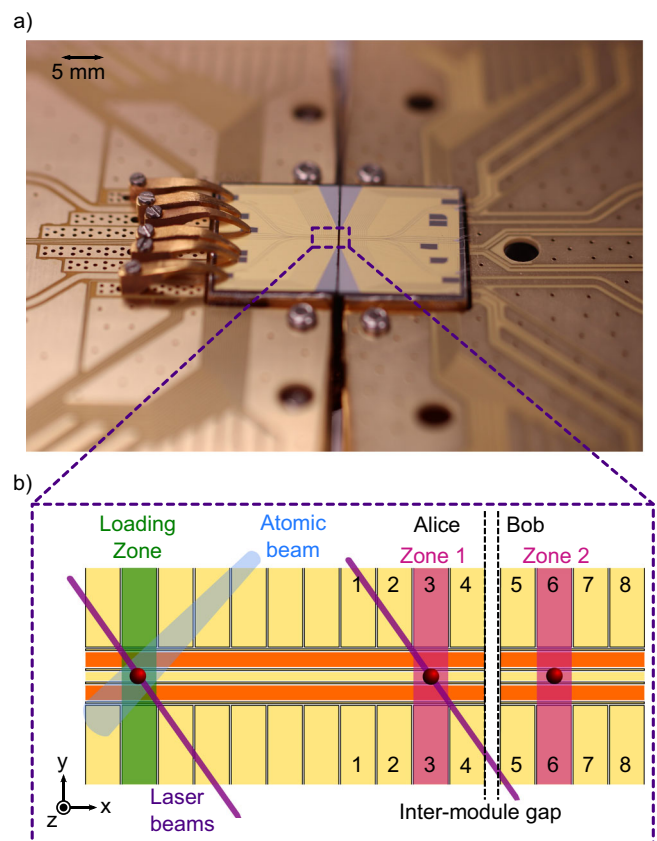 a)
5 mm
b)
Loading
Zone
Atomic
beam
Alice
Bob
Zone 1
Zone 2
1 2 3 4 5 6 7 8
1 2 3 4 5 6 7 8
y
z
x
Laser
beams
Inter-module gap